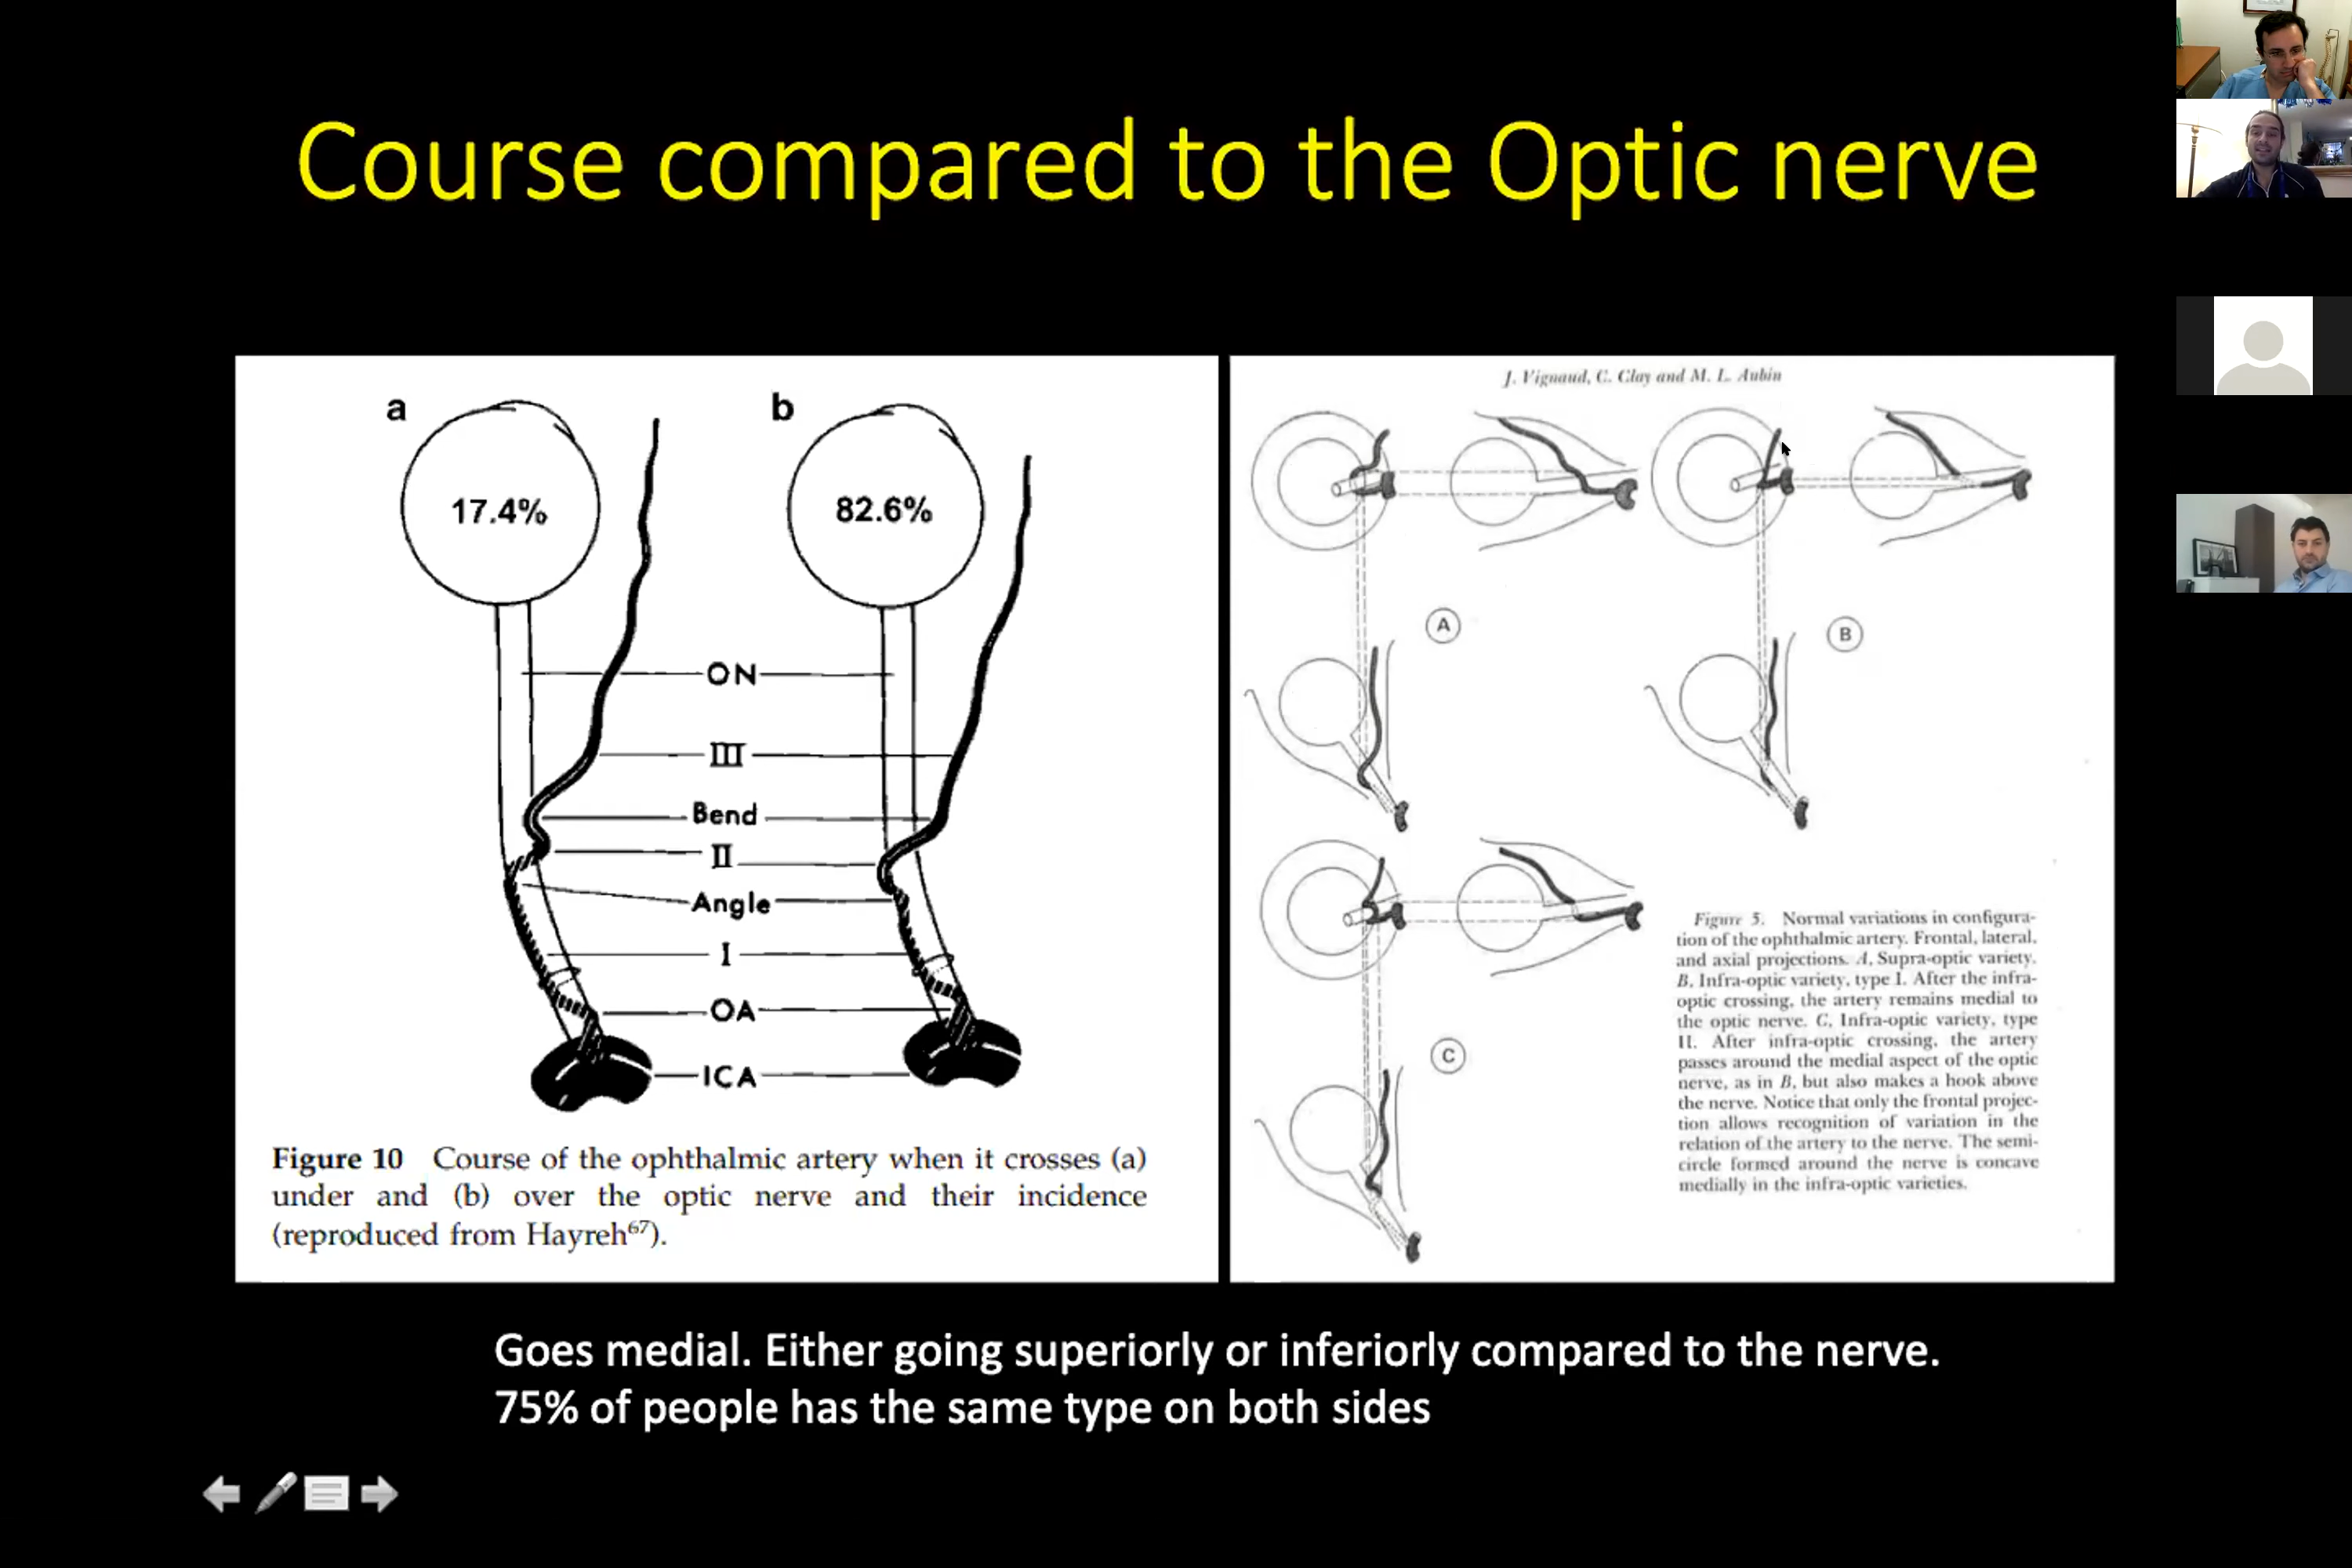 Course compared to the Optic nerve
a
b
17.4%
82.6%
ON
III
Bend
II
Angle
I
OA
ICA
Figure 10 Course of the ophthalmic artery when it crosses (a)
under and (b) over the optic nerve and their incidence
(reproduced from Hayreh67).
J. Vignaud, C. Clay and M. L. Aubin
A
B
C
Figure 5. Normal variations in configura-
tion of the ophthalmic artery. Frontal, lateral,
and axial projections. A, Supra-optic variety.
B, Infra-optic variety, type I. After the infra-
optic crossing, the artery remains medial to
the optic nerve. C, Infra-optic variety, type
II. After infra-optic crossing, the artery
passes around the medial aspect of the optic
nerve, as in B, but also makes a hook above
the nerve. Notice that only the frontal projec-
tion allows recognition of variation in the
relation of the artery to the nerve. The semi-
circle formed around the nerve is concave
medially in the infra-optic varieties.
Goes medial. Either going superiorly or inferiorly compared to the nerve.
75% of people has the same type on both sides